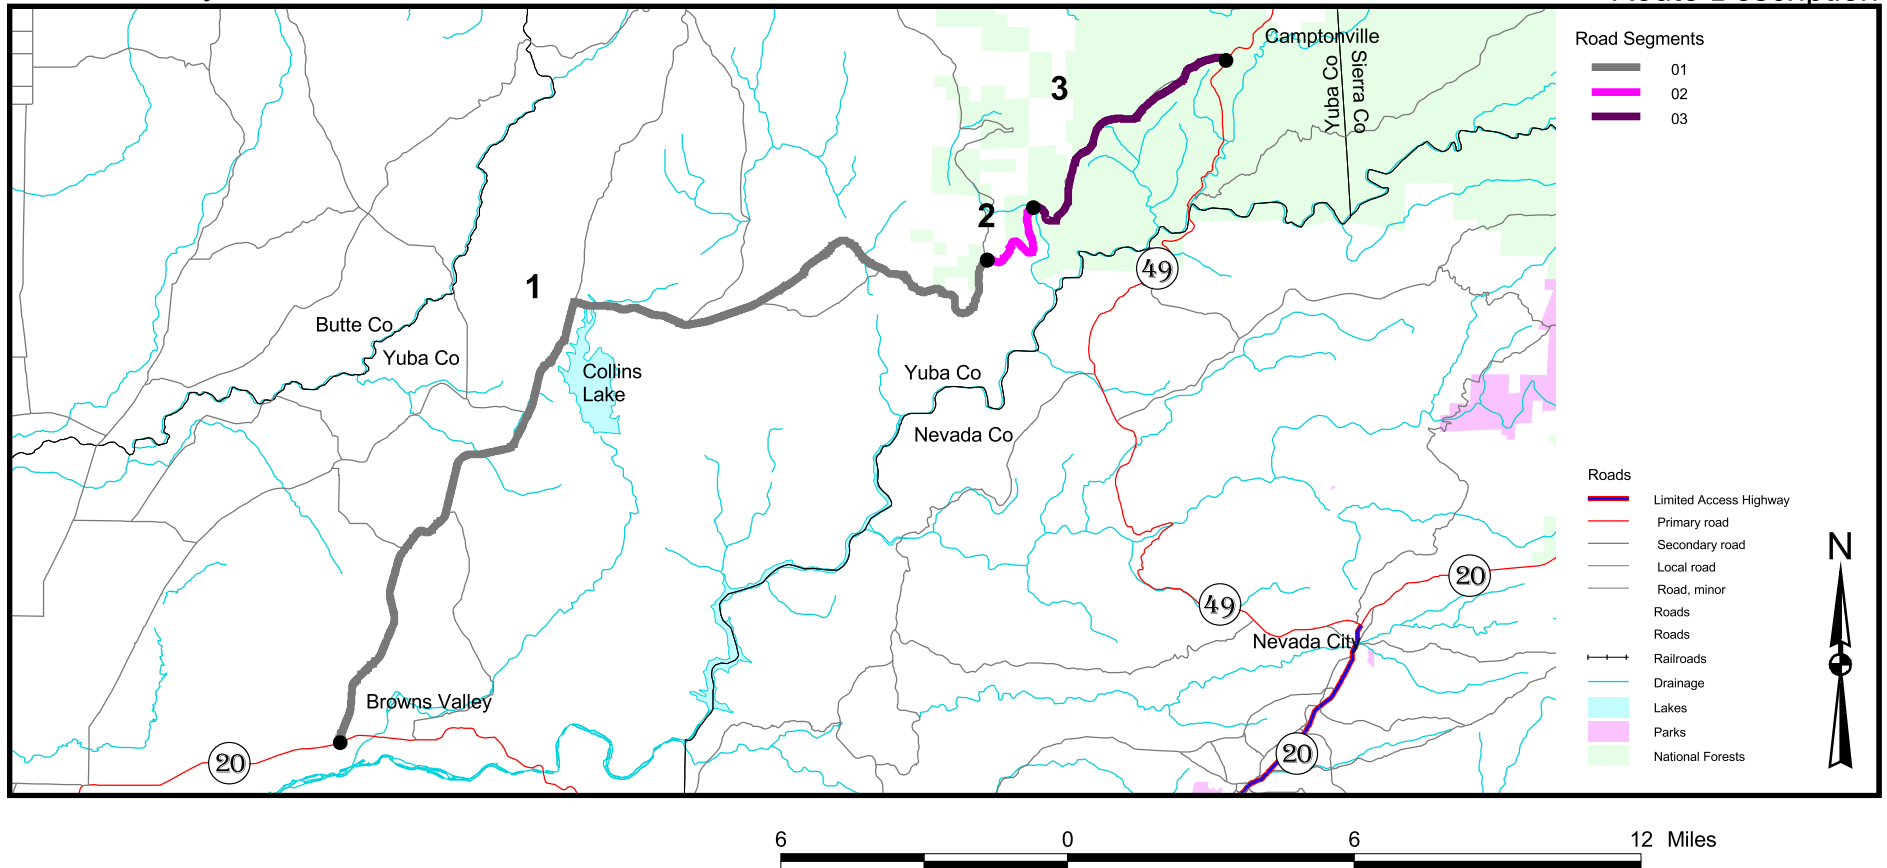 Route Description
Camptonville
Yuba Co
Sierra Co
3
2
1
49
Butte Co
Yuba Co
Collins
Lake
Yuba Co
Nevada Co
20
49
Nevada City
Browns Valley
20
20
Road Segments
01
02
03
Roads
Limited Access Highway
Primary road
Secondary road
Local road
Road, minor
Roads
Roads
Railroads
Drainage
Lakes
Parks
National Forests
N
6 0 6 12 Miles